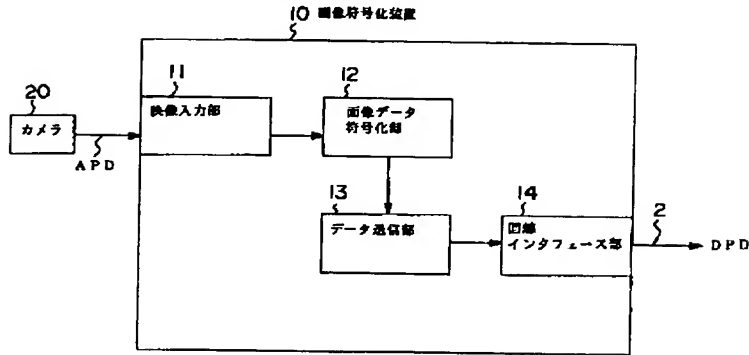 10 画像符号化装置
11
映像入力部
12
画像データ
符号化部
20
カメラ
APD
13
データ送信部
14
回線
インタフェース部
2
DPD